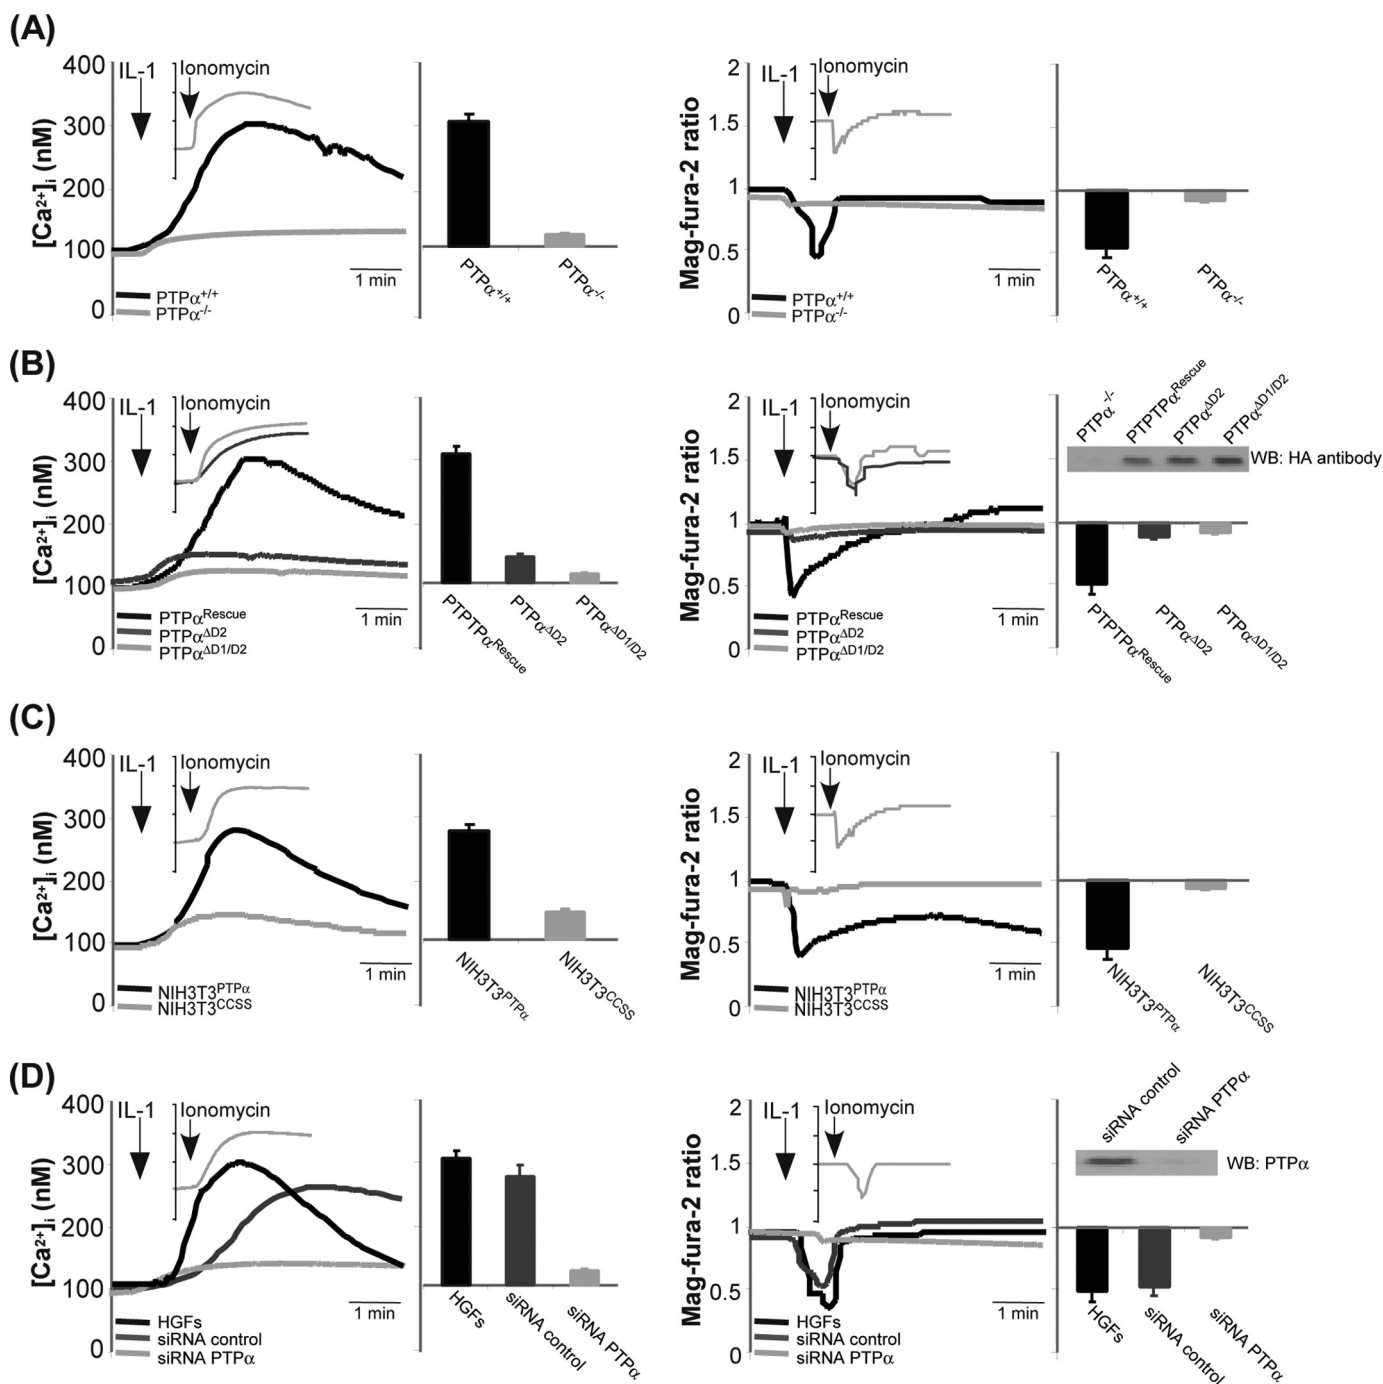 (A)
400
300
200
100
0
[Ca²⁺]ᵢ (nM)
IL-1
Ionomycin
1 min
PTPα⁺/⁺
PTPα⁻/⁻
PTPα⁺/⁺
PTPα⁻/⁻
2
1.5
1
0.5
0
Mag-fura-2 ratio
IL-1
Ionomycin
1 min
PTPα⁺/⁺
PTPα⁻/⁻
PTPα⁺/⁺
PTPα⁻/⁻
(B)
400
300
200
100
0
[Ca²⁺]ᵢ (nM)
IL-1
Ionomycin
1 min
PTPα^Rescue
PTPα^ΔD2
PTPα^ΔD1/D2
PTPTPα^Rescue
PTPα^ΔD2
PTPα^ΔD1/D2
2
1.5
1
0.5
0
Mag-fura-2 ratio
IL-1
Ionomycin
1 min
PTPα^Rescue
PTPα^ΔD2
PTPα^ΔD1/D2
PTPα⁻/⁻
PTPTPα^Rescue
PTPα^ΔD2
PTPα^ΔD1/D2
WB: HA antibody
PTPTPα^Rescue
PTPα^ΔD2
PTPα^ΔD1/D2
(C)
400
300
200
100
0
[Ca²⁺]ᵢ (nM)
IL-1
Ionomycin
1 min
NIH3T3^PTPα
NIH3T3^CCSS
NIH3T3^PTPα
NIH3T3^CCSS
2
1.5
1
0.5
0
Mag-fura-2 ratio
IL-1
Ionomycin
1 min
NIH3T3^PTPα
NIH3T3^CCSS
NIH3T3^PTPα
NIH3T3^CCSS
(D)
400
300
200
100
0
[Ca²⁺]ᵢ (nM)
IL-1
Ionomycin
1 min
HGFs
siRNA control
siRNA PTPα
HGFs
siRNA control
siRNA PTPα
2
1.5
1
0.5
0
Mag-fura-2 ratio
IL-1
Ionomycin
1 min
HGFs
siRNA control
siRNA PTPα
siRNA control
siRNA PTPα
WB: PTPα
HGFs
siRNA control
siRNA PTPα